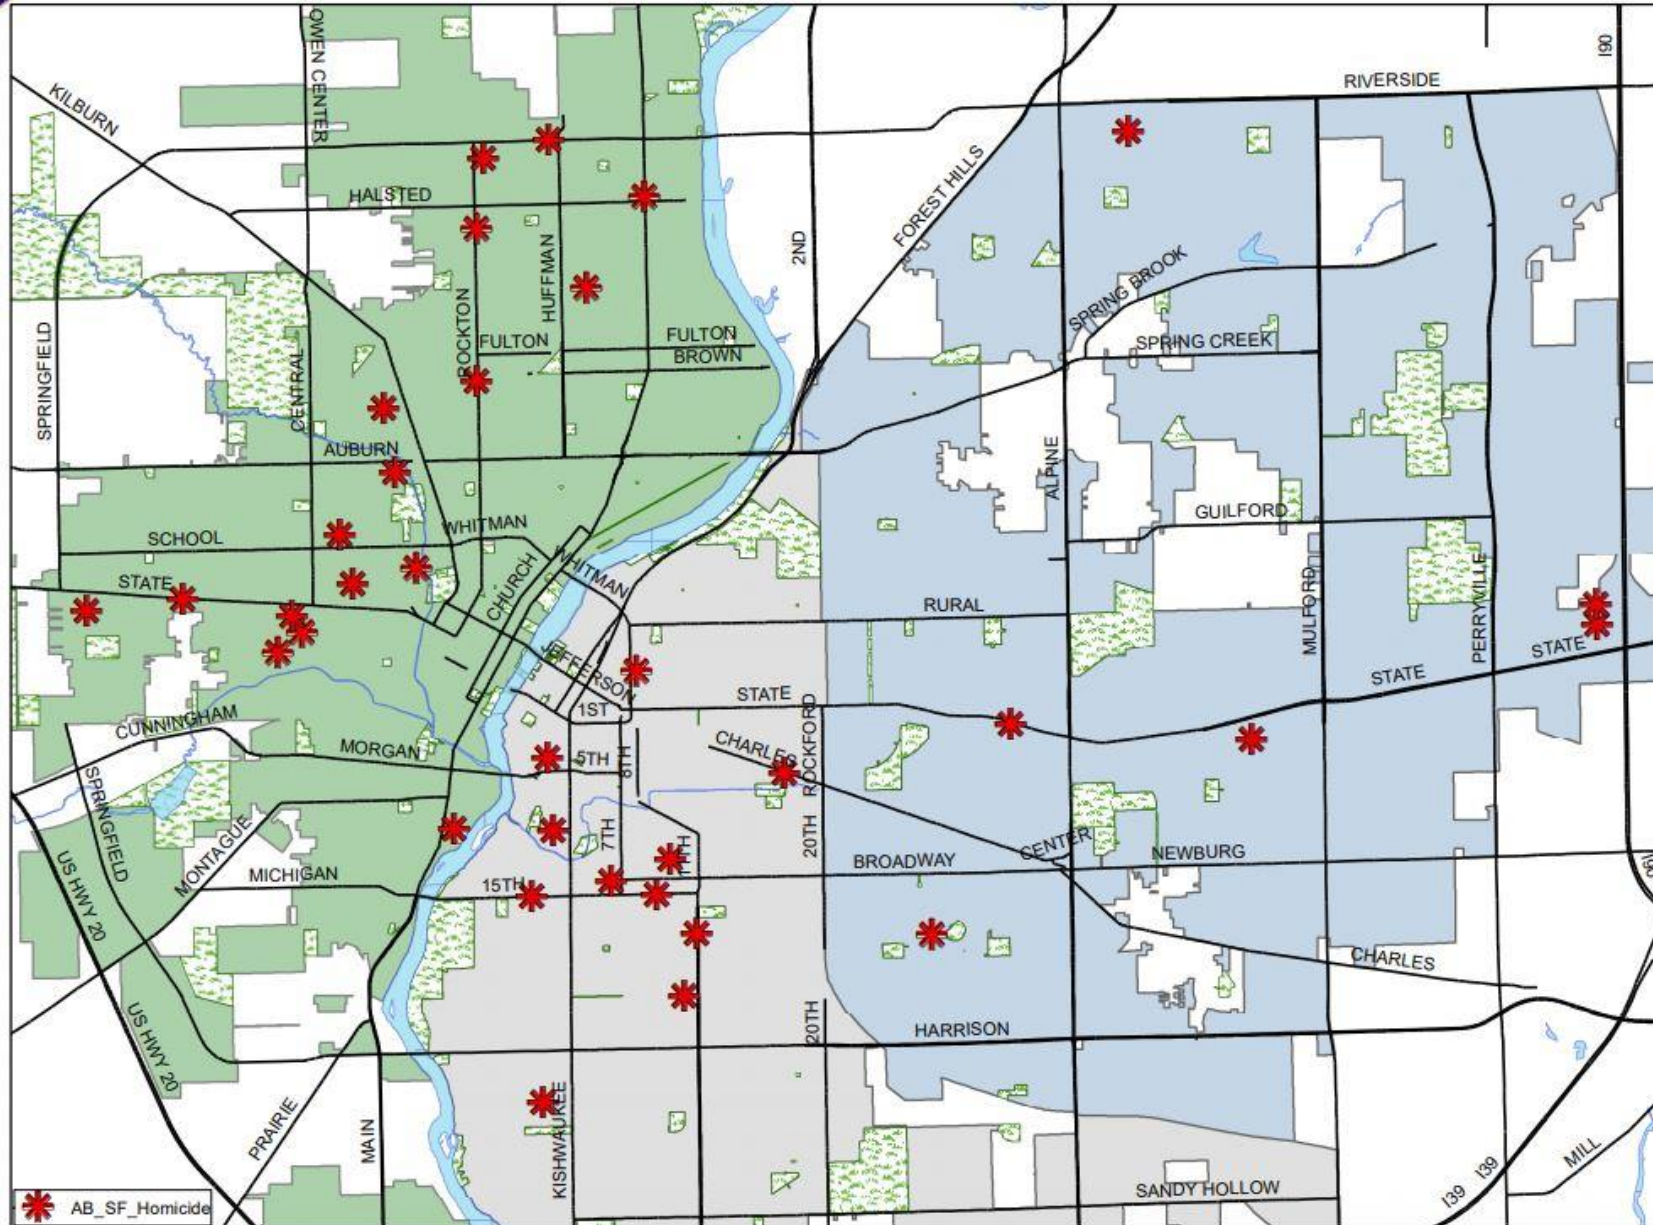 OWEN CENTER
I90
RIVERSIDE
KILBURN
HALSTED
FOREST HILLS
2ND
HUFFMAN
SPRING BROOK
ROCKTON
FULTON
FULTON
BROWN
SPRING CREEK
SPRINGFIELD
CENTRAL
AUBURN
ALPINE
GUILFORD
WHITMAN
SCHOOL
WHITMAN
STATE
CHURCH
RURAL
MULFORD
PERRYVILLE
STATE
JEFFERSON
STATE
STATE
1ST
CUNNINGHAM
MORGAN
CHARLES
ROCKFORD
5TH
8TH
SPRINGFIELD
MONTAGUE
7TH
11TH
20TH
CENTER
NEWBURG
BROADWAY
US HWY 20
MICHIGAN
15TH
I90
CHARLES
US HWY 20
20TH
HARRISON
PRAIRIE
MAIN
KISHWAUKEE
MILL
SANDY HOLLOW
I39
I39
AB_SF_Homicide